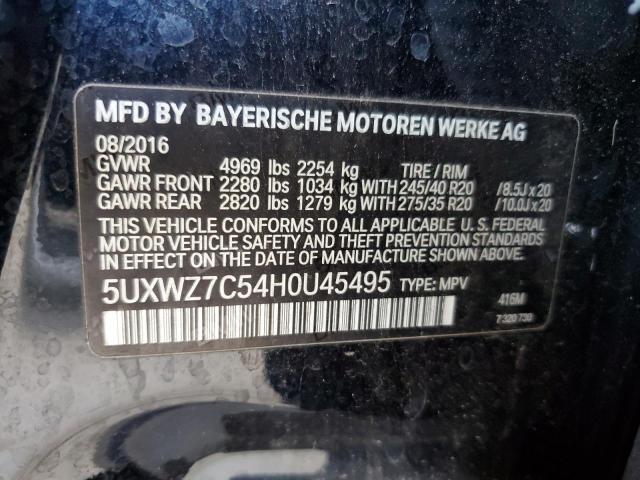 MFD BY BAYERISCHE MOTOREN WERKE AG
08/2016
GVWR 4969 lbs 2254 kg TIRE / RIM
GAWR FRONT 2280 lbs 1034 kg WITH 245/40 R20 /8.5J x 20
GAWR REAR 2820 lbs 1279 kg WITH 275/35 R20 /10.0J x 20
THIS VEHICLE CONFORMS TO ALL APPLICABLE U. S. FEDERAL
MOTOR VEHICLE SAFETY AND THEFT PREVENTION STANDARDS
IN EFFECT ON THE DATE OF MANUFACTURE SHOWN ABOVE.
5UXWZ7C54H0U45495 TYPE: MPV
416M
7 320 730